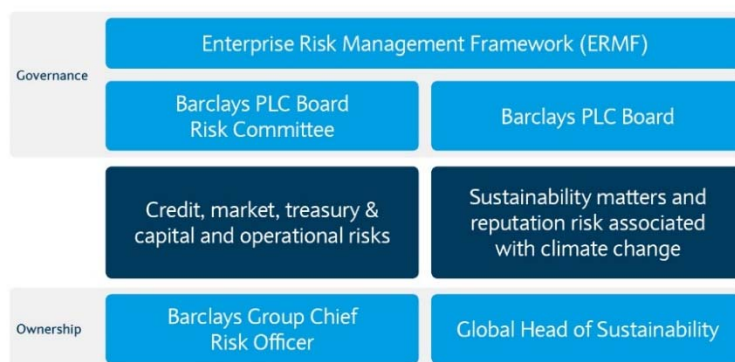 Enterprise Risk Management Framework (ERMF)
Governance
Barclays PLC Board
Risk Committee
Barclays PLC Board
Credit, market, treasury &
capital and operational risks
Sustainability matters and
reputation risk associated
with climate change
Ownership
Barclays Group Chief
Risk Officer
Global Head of Sustainability